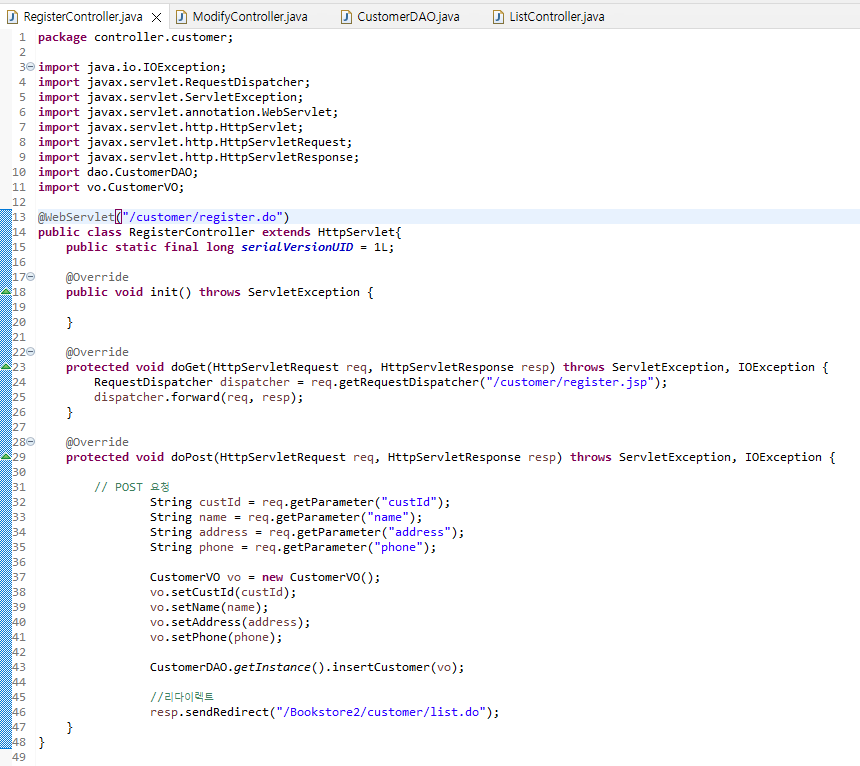 RegisterController.java ModifyController.java CustomerDAO.java ListController.java
1 package controller.customer;
2
3 import java.io.IOException;
4 import javax.servlet.RequestDispatcher;
5 import javax.servlet.ServletException;
6 import javax.servlet.annotation.WebServlet;
7 import javax.servlet.http.HttpServlet;
8 import javax.servlet.http.HttpServletRequest;
9 import javax.servlet.http.HttpServletResponse;
10 import dao.CustomerDAO;
11 import vo.CustomerVO;
12
13 @WebServlet("/customer/register.do")
14 public class RegisterController extends HttpServlet{
15 public static final long serialVersionUID = 1L;
16
17 @Override
18 public void init() throws ServletException {
19
20 }
21
22 @Override
23 protected void doGet(HttpServletRequest req, HttpServletResponse resp) throws ServletException, IOException {
24 RequestDispatcher dispatcher = req.getRequestDispatcher("/customer/register.jsp");
25 dispatcher.forward(req, resp);
26 }
27
28 @Override
29 protected void doPost(HttpServletRequest req, HttpServletResponse resp) throws ServletException, IOException {
30
31 // POST 요청
32 String custId = req.getParameter("custId");
33 String name = req.getParameter("name");
34 String address = req.getParameter("address");
35 String phone = req.getParameter("phone");
36
37 CustomerVO vo = new CustomerVO();
38 vo.setCustId(custId);
39 vo.setName(name);
40 vo.setAddress(address);
41 vo.setPhone(phone);
42
43 CustomerDAO.getInstance().insertCustomer(vo);
44
45 //리다이렉트
46 resp.sendRedirect("/Bookstore2/customer/list.do");
47 }
48 }
49